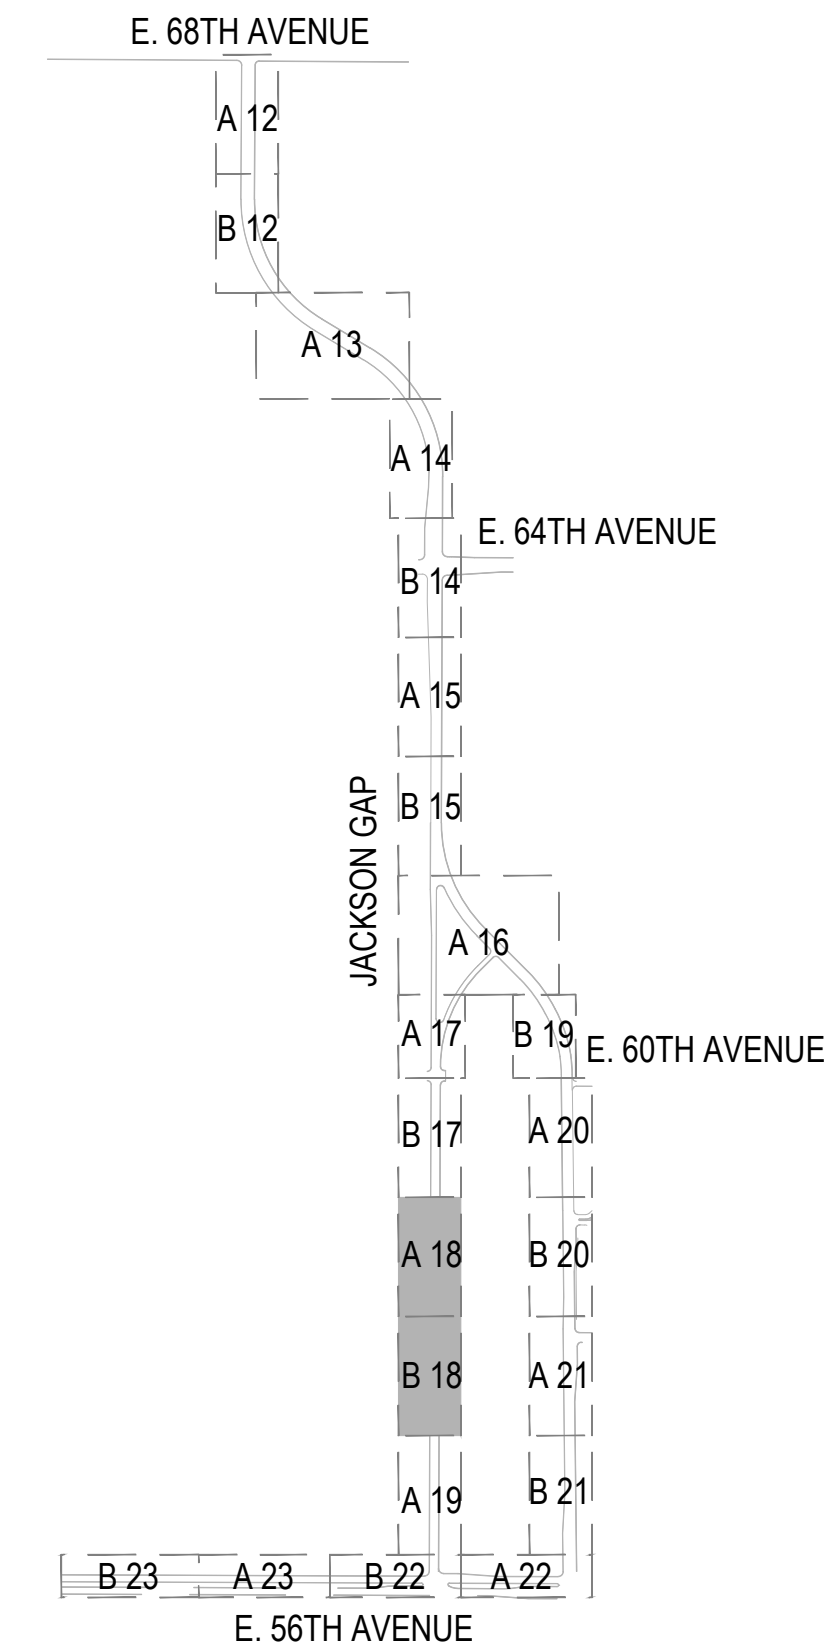 E. 68TH AVENUE
A 12
B 12
A 13
A 14
E. 64TH AVENUE
B 14
A 15
B 15
JACKSON GAP
A 16
A 17
B 19
E. 60TH AVENUE
B 17
A 20
A 18
B 20
B 18
A 21
A 19
B 21
B 23
A 23
B 22
A 22
E. 56TH AVENUE